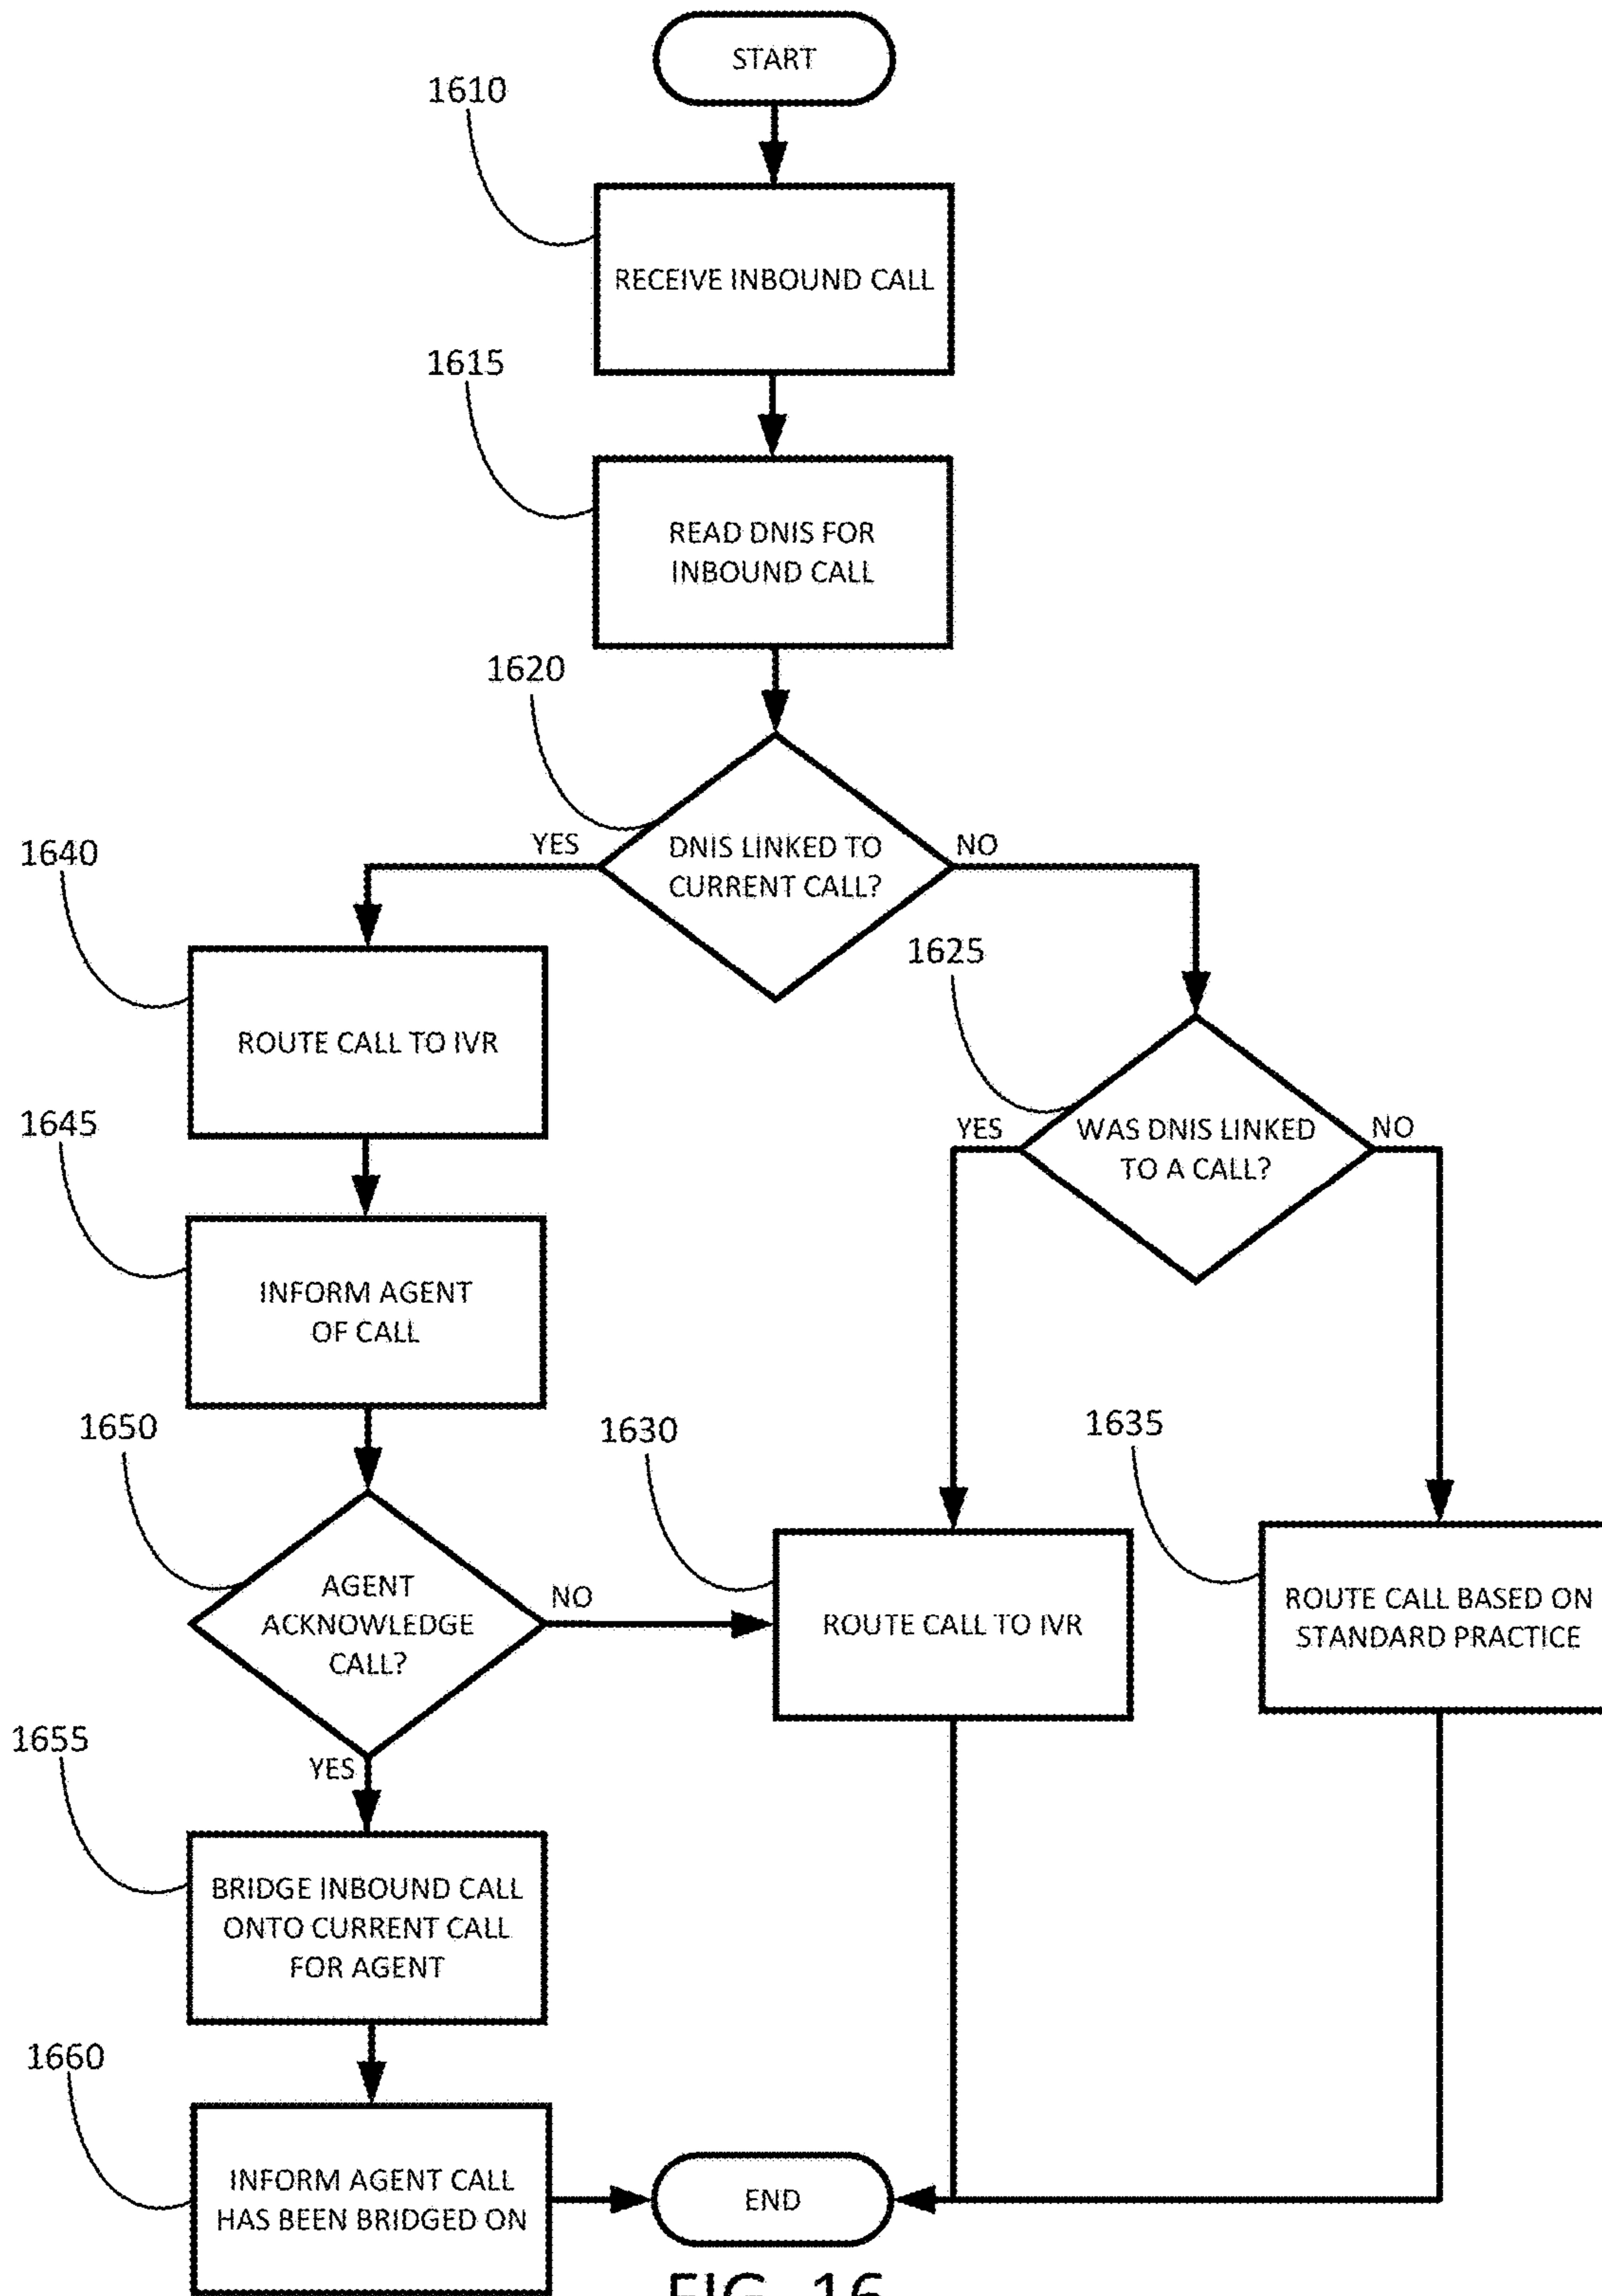 START
1610
RECEIVE INBOUND CALL
1615
READ DNIS FOR
INBOUND CALL
1620
DNIS LINKED TO
CURRENT CALL?
YES
NO
1640
ROUTE CALL TO IVR
1625
WAS DNIS LINKED
TO A CALL?
YES
NO
1645
INFORM AGENT
OF CALL
1650
AGENT
ACKNOWLEDGE
CALL?
NO
YES
1630
ROUTE CALL TO IVR
1635
ROUTE CALL BASED ON
STANDARD PRACTICE
1655
BRIDGE INBOUND CALL
ONTO CURRENT CALL
FOR AGENT
1660
INFORM AGENT CALL
HAS BEEN BRIDGED ON
END
FIG. 16